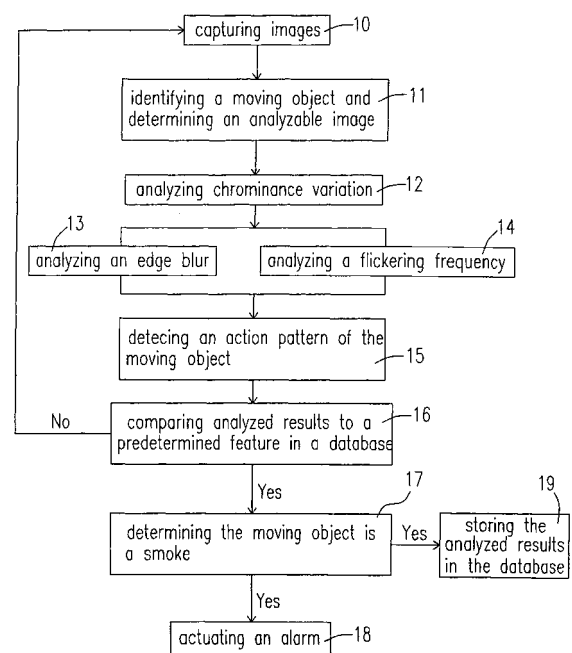 capturing images
10
identifying a moving object and
determining an analyzable image
11
analyzing chrominance variation
12
13
analyzing an edge blur
14
analyzing a flickering frequency
detecing an action pattern of the
moving object
15
comparing analyzed results to a
predetermined feature in a database
16
No
Yes
17
determining the moving object is
a smoke
Yes
19
storing the
analyzed results
in the database
Yes
actuating an alarm
18